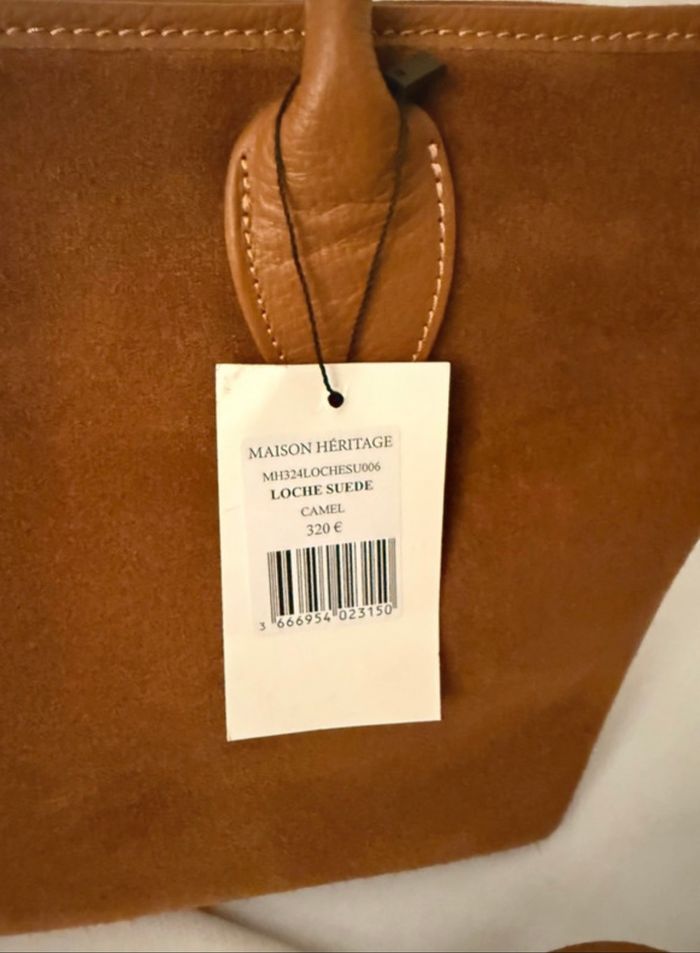 MAISON HÉRITAGE
MH324LOCHESU006
LOCHE SUEDE
CAMEL
320 €
3 666954 023150